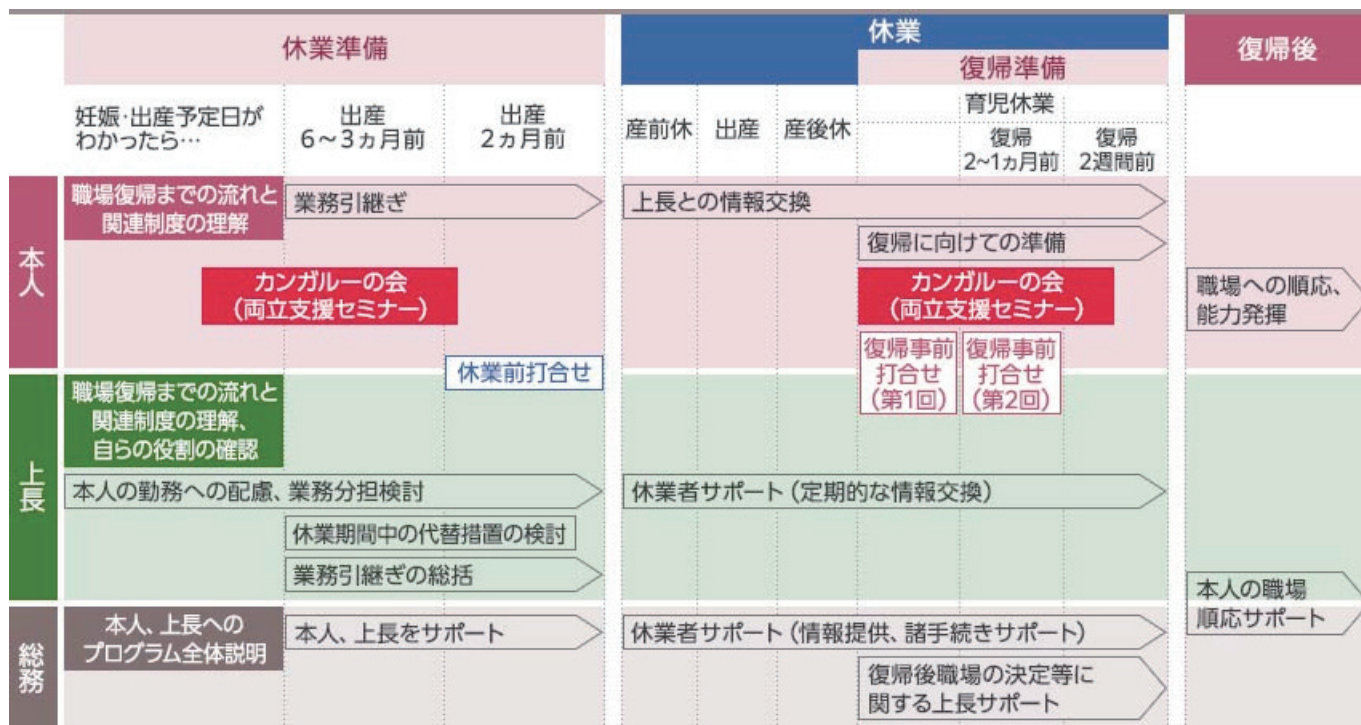 休業準備
休業
復帰後
復帰準備
妊娠・出産予定日が
わかったら…
出産
6～3ヵ月前
出産
2ヵ月前
産前休
出産
産後休
育児休業
復帰
2~1ヵ月前
復帰
2週間前
本人
職場復帰までの流れと
関連制度の理解
業務引継ぎ
上長との情報交換
復帰に向けての準備
カンガルーの会
(両立支援セミナー)
カンガルーの会
(両立支援セミナー)
職場への順応、
能力発揮
休業前打合せ
復帰事前
打合せ
(第1回)
復帰事前
打合せ
(第2回)
上長
職場復帰までの流れと
関連制度の理解、
自らの役割の確認
本人の勤務への配慮、業務分担検討
休業者サポート(定期的な情報交換)
休業期間中の代替措置の検討
業務引継ぎの総括
本人の職場
順応サポート
総務
本人、上長への
プログラム全体説明
本人、上長をサポート
休業者サポート(情報提供、諸手続きサポート)
復帰後職場の決定等に
関する上長サポート